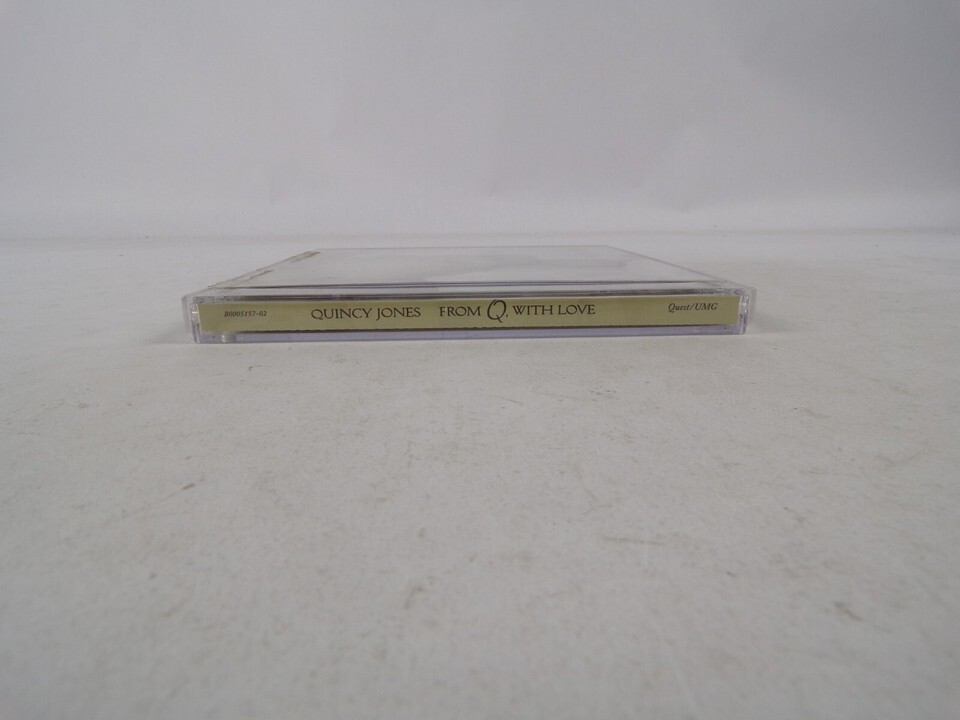 B0005157-02 QUINCY JONES FROM Q, WITH LOVE Quest/UMG